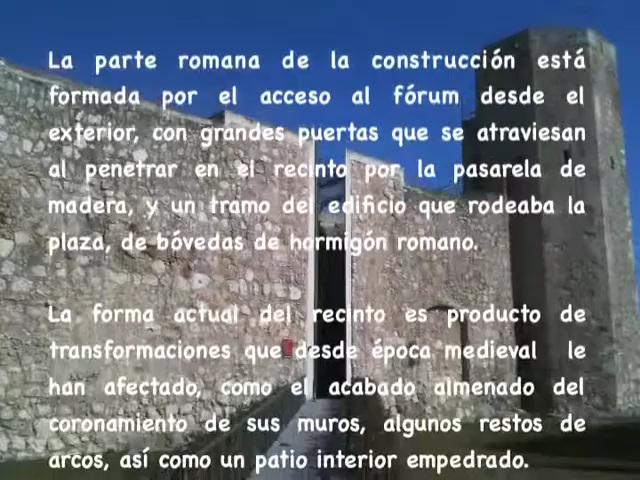 La parte romana de la construcción está
formada por el acceso al fórum desde el
exterior, con grandes puertas que se atraviesan
al penetrar en el recinto por la pasarela de
madera, y un tramo del edificio que rodeaba la
plaza, de bóvedas de hormigón romano.
La forma actual del recinto es producto de
transformaciones que desde época medieval le
han afectado, como el acabado almenado del
coronamiento de sus muros, algunos restos de
arcos, así como un patio interior empedrado.